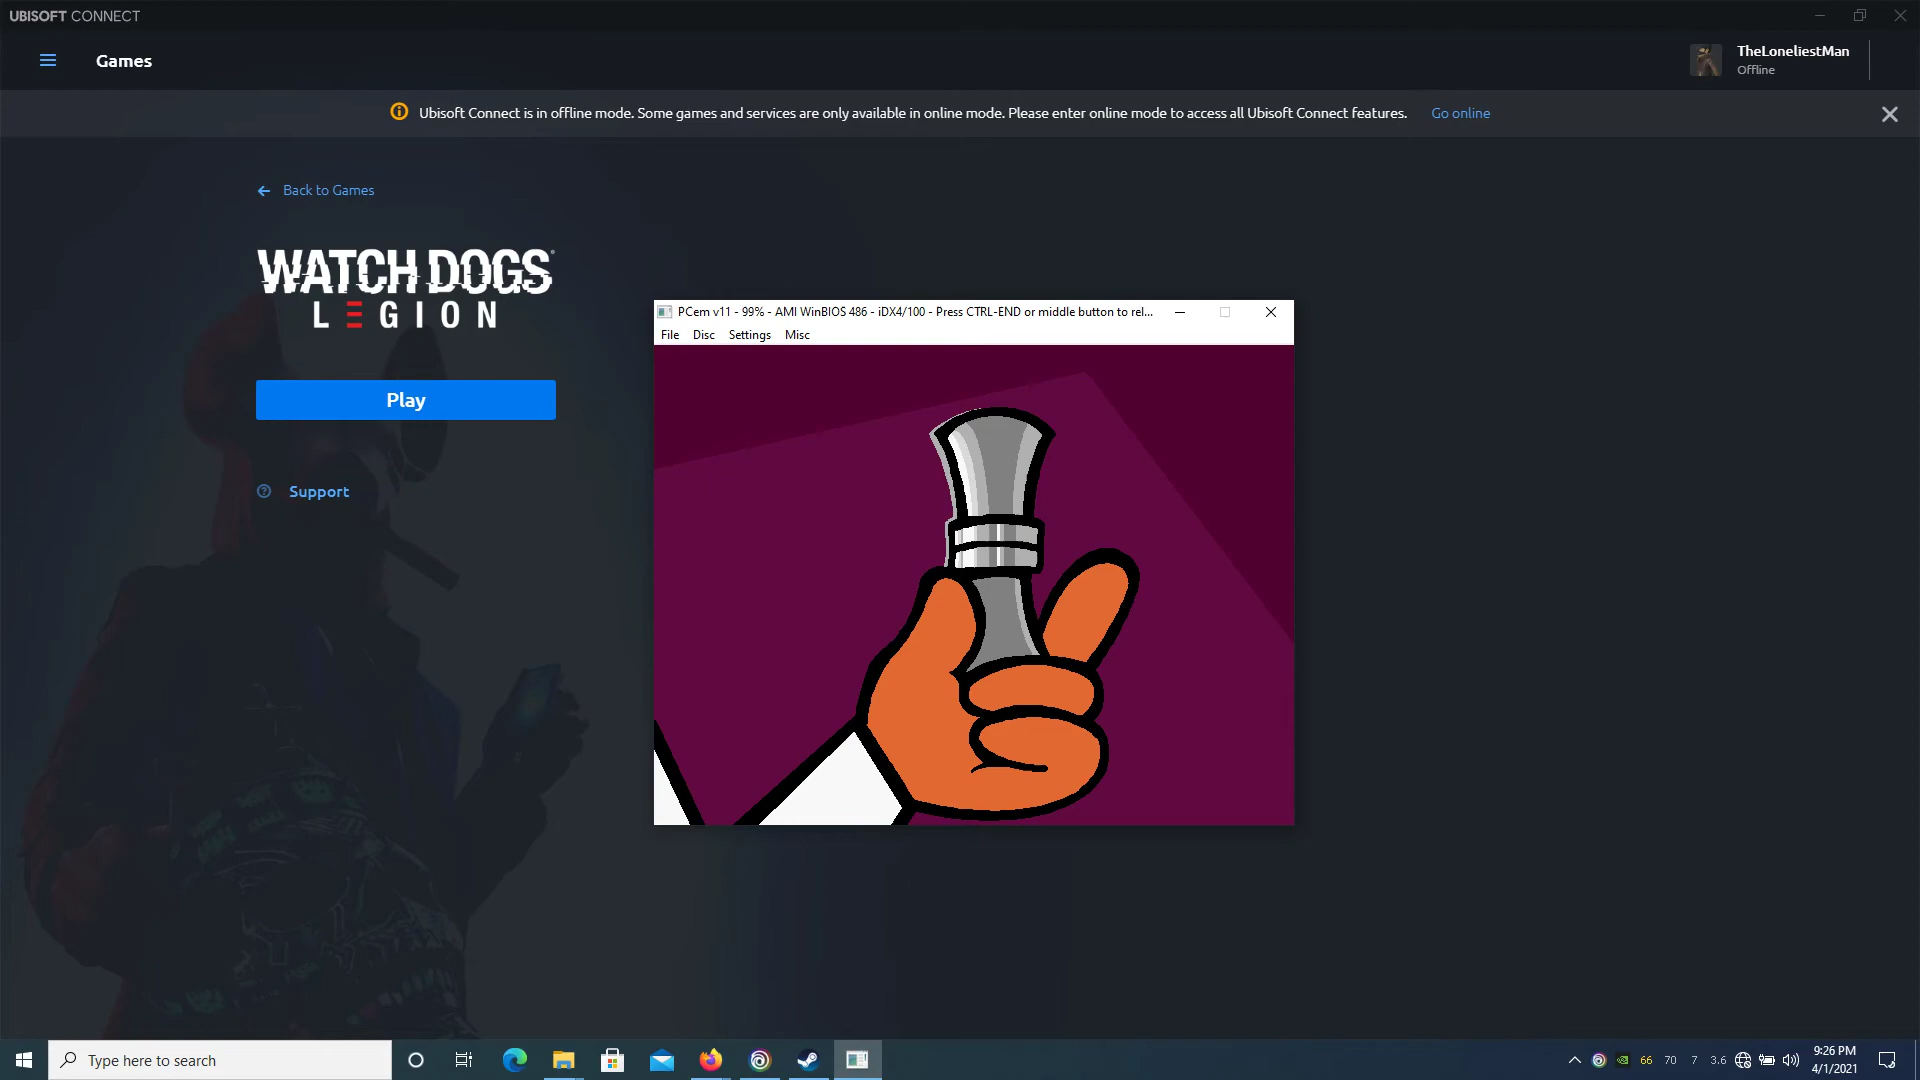 UBISOFT CONNECT
Games
TheLoneliestMan
Offline
Ubisoft Connect is in offline mode. Some games and services are only available in online mode. Please enter online mode to access all Ubisoft Connect features. Go online
Back to Games
WATCH DOGS
LEGION
Play
Support
PCem v11 - 99% - AMI WinBIOS 486 - iDX4/100 - Press CTRL-END or middle button to rel...
File Disc Settings Misc
Type here to search
66 70 7 3.6
9:26 PM
4/1/2021